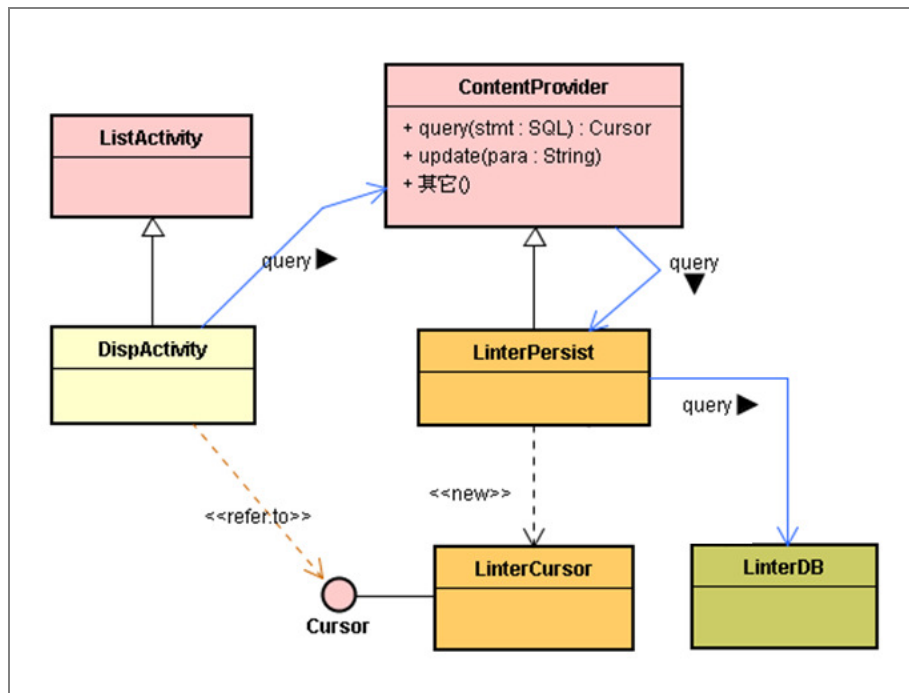 ContentProvider
+ query(stmt : SQL) : Cursor
+ update(para : String)
+ 其它()
ListActivity
query ▶
query
▼
DispActivity
LinterPersist
query ▶
<<refer.to>>
<<new>>
LinterCursor
LinterDB
Cursor